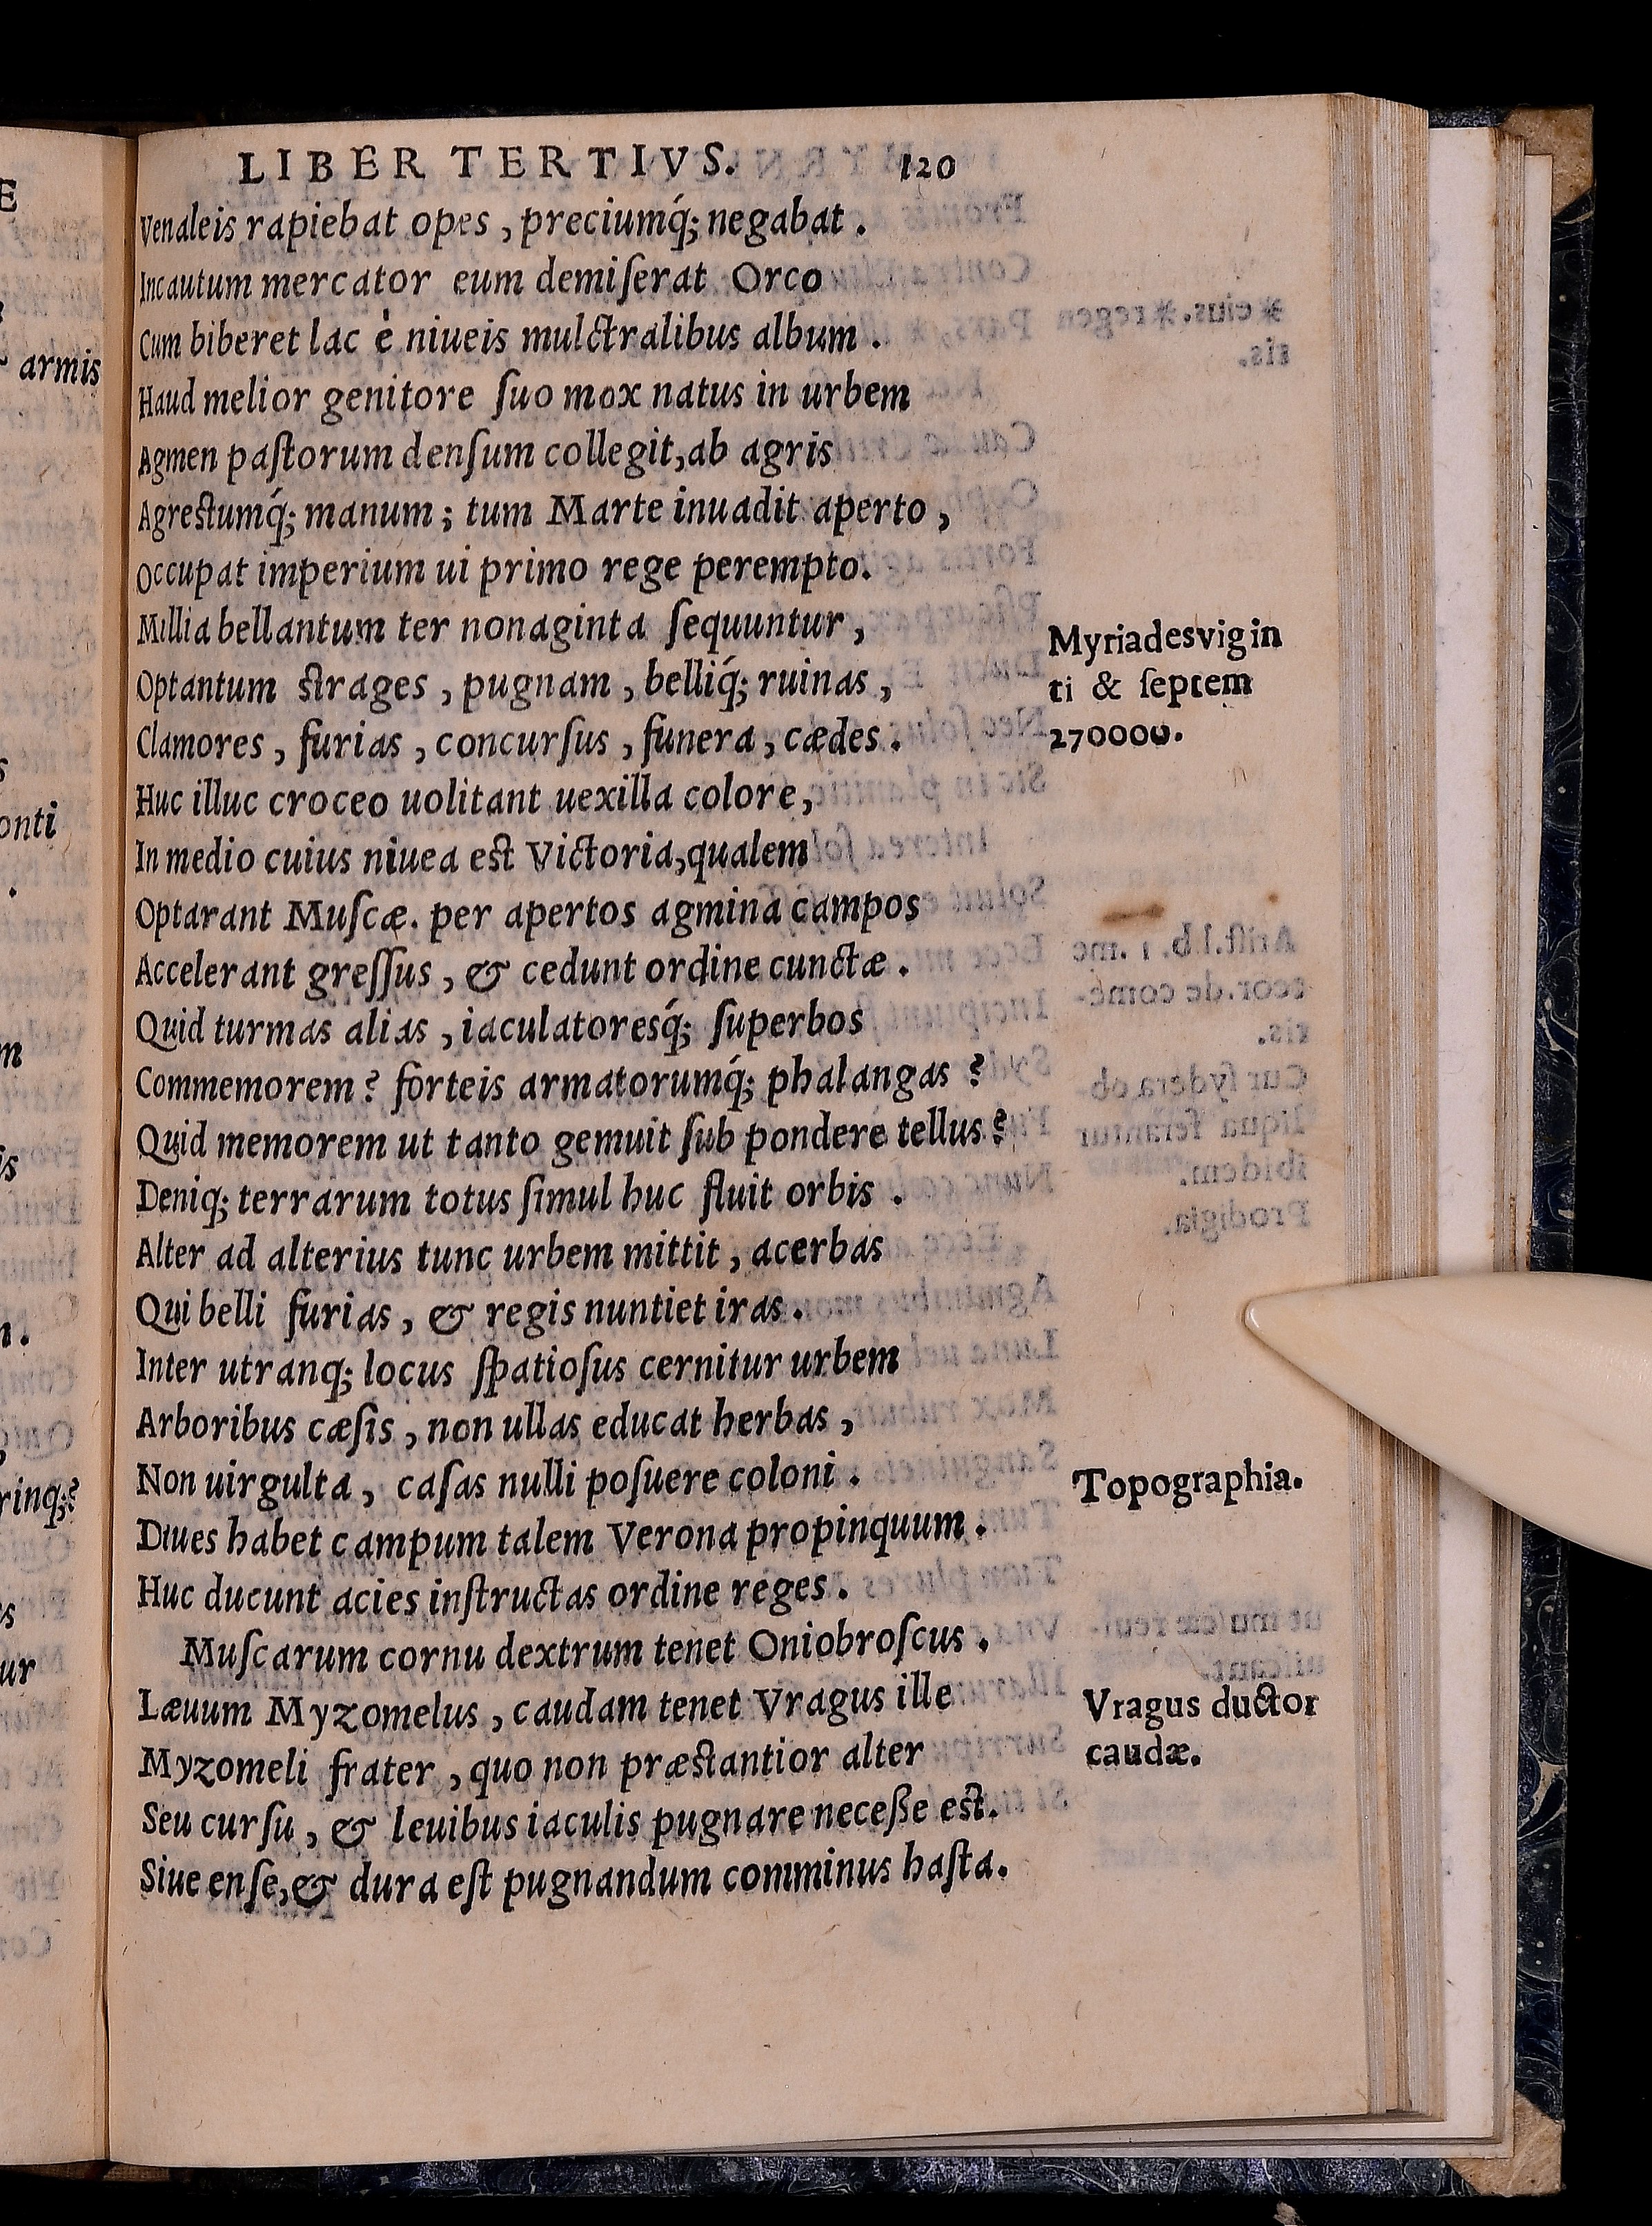 LIBER TERTIVS. 120
Venaleis rapiebat opes , preciumq́; negabat .
Incautum mercator eum demiſerat Orco
Cum biberet lac è niueis mulctralibus album .
Haud melior genitore ſuo mox natus in urbem
Agmen paſtorum denſum collegit,ab agris
Agrestumq́; manum ; tum Marte inuadit aperto ,
Occupat imperium ui primo rege perempto.
Millia bellantum ter nonaginta ſequuntur ,
Myriades vigin
Optantum strages , pugnam , belliq́; ruinas ,
ti & ſeptem
Clamores , furias , concurſus , funera , cædes .
270000.
Huc illuc croceo uolitant uexilla colore,
In medio cuius niuea est Victoria,qualem
Optarant Muſcæ. per apertos agmina campos
Accelerant greſſus , & cedunt ordine cunctæ .
Quid turmas alias , iaculatoresq́; ſuperbos
Commemorem ? forteis armatorumq́; phalangas ?
Quid memorem ut tanto gemuit ſub pondere tellus ?
Deniq; terrarum totus ſimul huc fluit orbis .
Alter ad alterius tunc urbem mittit , acerbas
Qui belli furias , & regis nuntiet iras .
Inter utranq; locus ſpatioſus cernitur urbem
Arboribus cæſis , non ullas educat herbas ,
Non uirgulta , caſas nulli poſuere coloni .
Topographia.
Diues habet campum talem Verona propinquum .
Huc ducunt acies inſtructas ordine reges .
Muſcarum cornu dextrum tenet Oniobroſcus .
Læuum Myzomelus , caudam tenet Vragus ille
Vragus ductor
Myzomeli frater , quo non præstantior alter
caudæ.
Seu curſu , & leuibus iaculis pugnare neceße est.
Siue enſe,& dura eſt pugnandum comminus haſta.